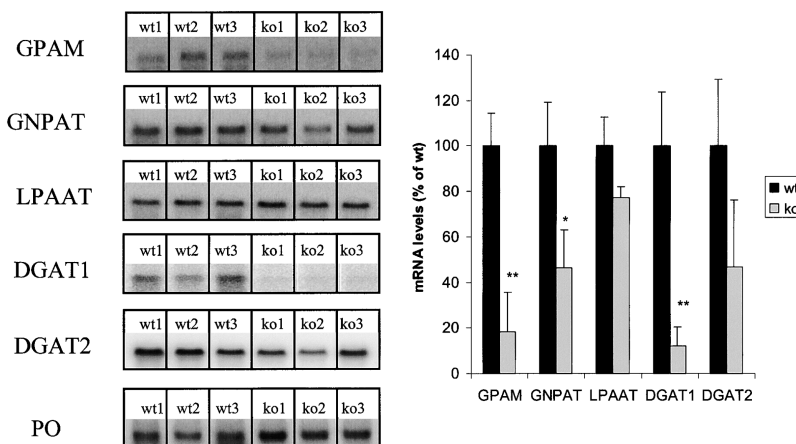 wt1 wt2 wt3 ko1 ko2 ko3
GPAM
wt1 wt2 wt3 ko1 ko2 ko3
GNPAT
wt1 wt2 wt3 ko1 ko2 ko3
LPAAT
wt1 wt2 wt3 ko1 ko2 ko3
DGAT1
wt1 wt2 wt3 ko1 ko2 ko3
DGAT2
wt1 wt2 wt3 ko1 ko2 ko3
PO
mRNA levels (% of wt)
140
120
100
80
60
40
20
0
**
*
**
GPAM GNPAT LPAAT DGAT1 DGAT2
wt
ko